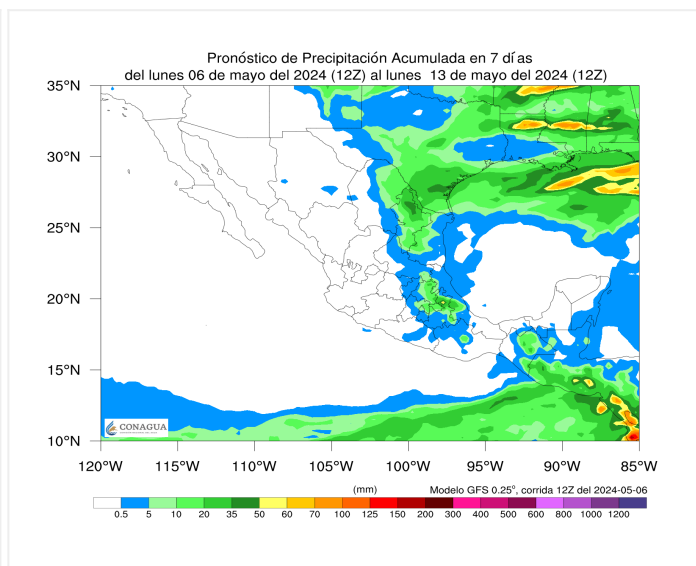 Pronóstico de Precipitación Acumulada en 7 días
del lunes 06 de mayo del 2024 (12Z) al lunes 13 de mayo del 2024 (12Z)
35°N
30°N
25°N
20°N
15°N
10°N
CONAGUA
120°W 115°W 110°W 105°W 100°W 95°W 90°W 85°W
(mm) Modelo GFS 0.25°, corrida 12Z del 2024-05-06
0.5 5 10 20 35 50 60 70 100 125 150 200 300 400 500 600 800 1000 1200